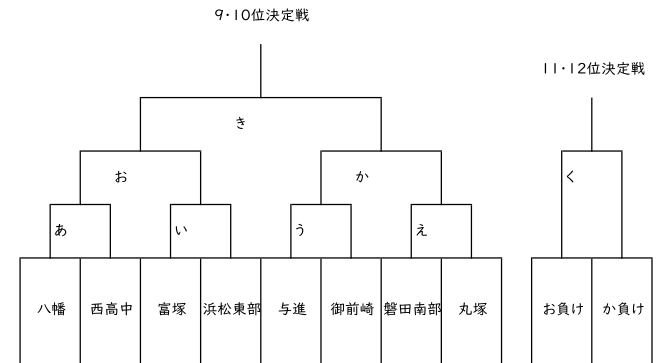 9・10位決定戦
11・12位決定戦
き
お
か
く
あ
い
う
え
八幡
西高中
富塚
浜松東部
与進
御前崎
磐田南部
丸塚
お負け
か負け